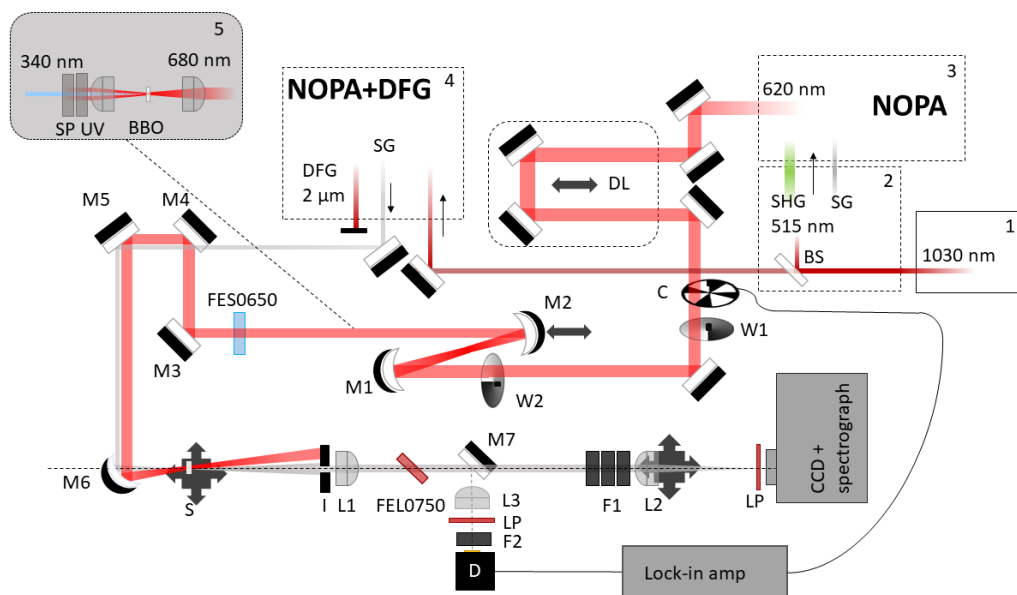 5
340 nm
680 nm
SP UV
BBO
NOPA+DFG
4
DFG
2 µm
SG
3
620 nm
NOPA
DL
2
SHG
SG
515 nm
BS
1
1030 nm
M5
M4
FES0650
M3
M2
M1
W2
C
W1
M6
S
I
L1
FEL0750
M7
L3
LP
F2
D
F1
L2
LP
CCD +
spectrograph
Lock-in amp